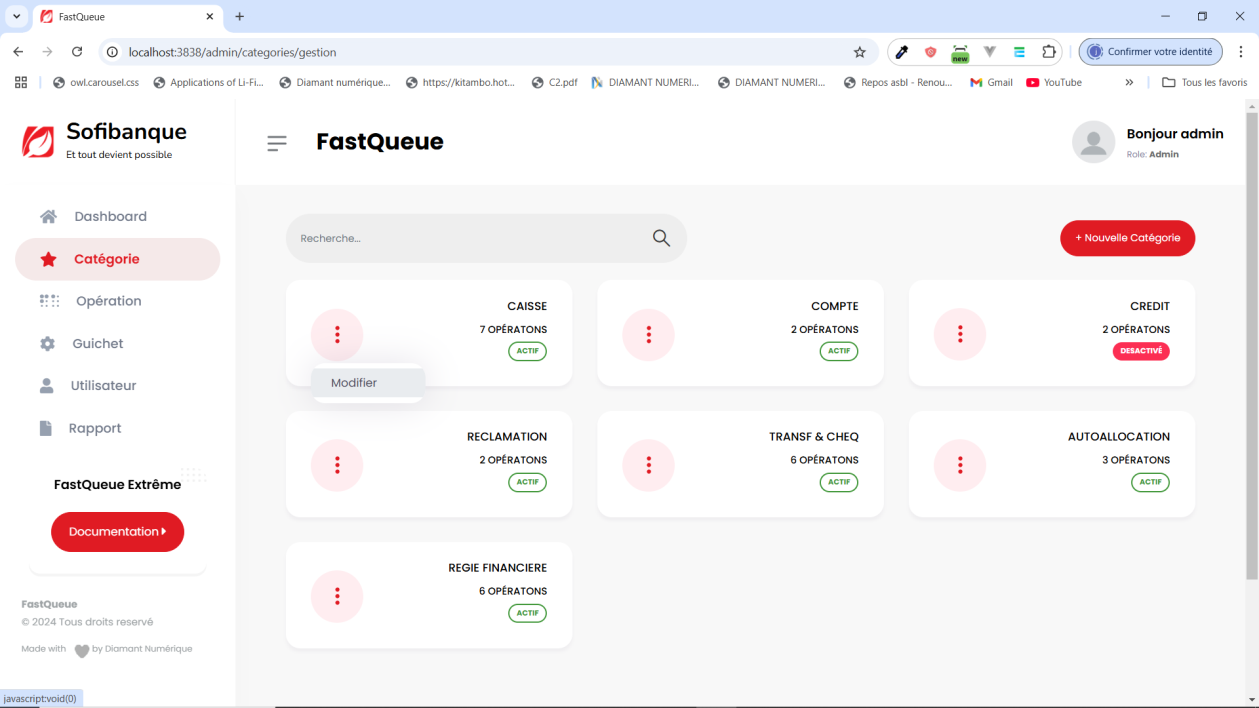 FastQueue
localhost:3838/admin/categories/gestion
new
Confirmer votre identité
owl.carousel.css
Applications of Li-Fi...
Diamant numérique...
https://kitambo.hot...
C2.pdf
DIAMANT NUMERI...
DIAMANT NUMERI...
Repos asbl - Renou...
Gmail
YouTube
»
Tous les favoris
Sofibanque
Et tout devient possible
FastQueue
Bonjour admin
Role: Admin
Dashboard
Catégorie
Opération
Guichet
Utilisateur
Rapport
FastQueue Extrême
Documentation
FastQueue
© 2024 Tous droits reservé
Made with by Diamant Numérique
Recherche...
+ Nouvelle Catégorie
CAISSE
7 OPÉRATONS
ACTIF
Modifier
COMPTE
2 OPÉRATONS
ACTIF
CREDIT
2 OPÉRATONS
DESACTIVÉ
RECLAMATION
2 OPÉRATONS
ACTIF
TRANSF & CHEQ
6 OPÉRATONS
ACTIF
AUTOALLOCATION
3 OPÉRATONS
ACTIF
REGIE FINANCIERE
6 OPÉRATONS
ACTIF
javascript:void(0)